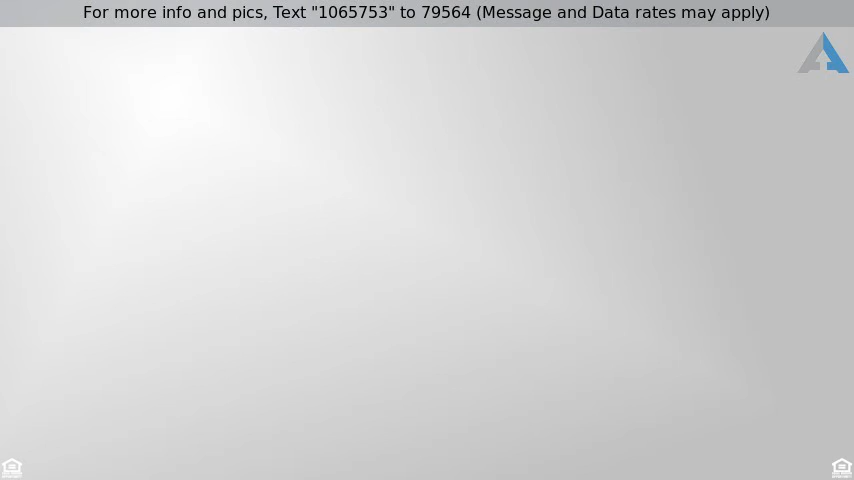 For more info and pics, Text "1065753" to 79564 (Message and Data rates may apply)